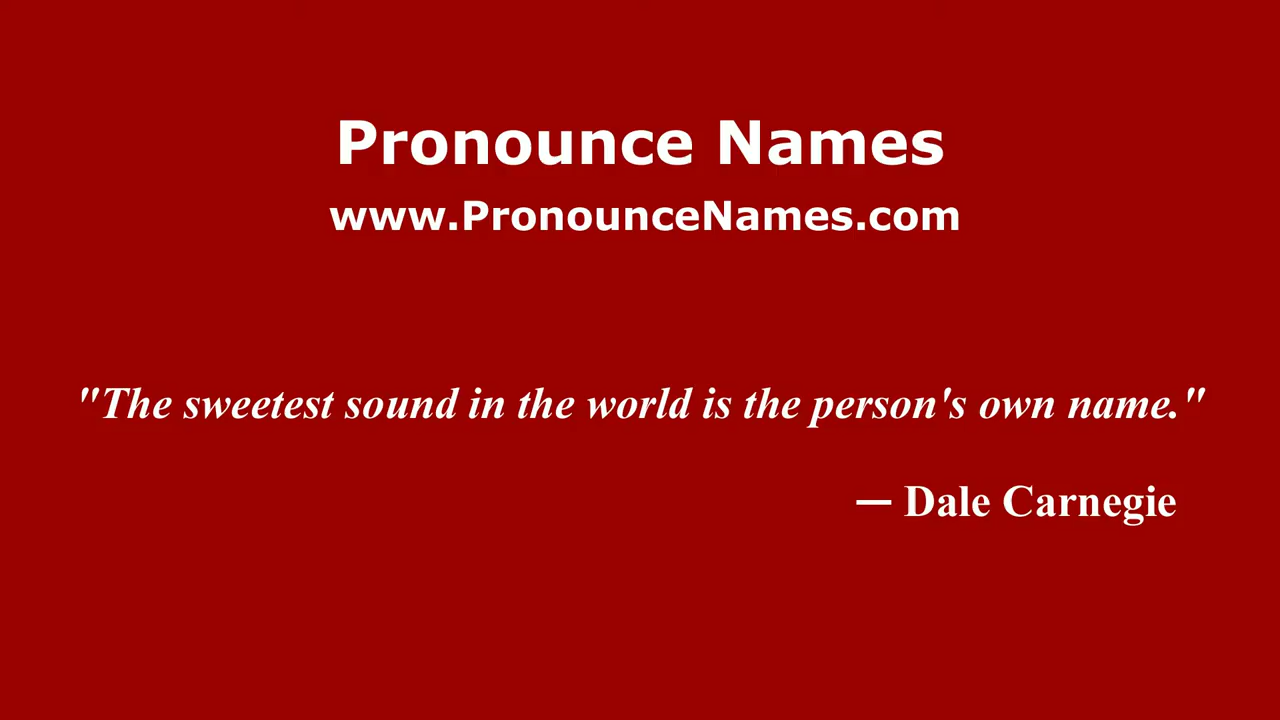 Pronounce Names
www.PronounceNames.com
"The sweetest sound in the world is the person's own name."
— Dale Carnegie